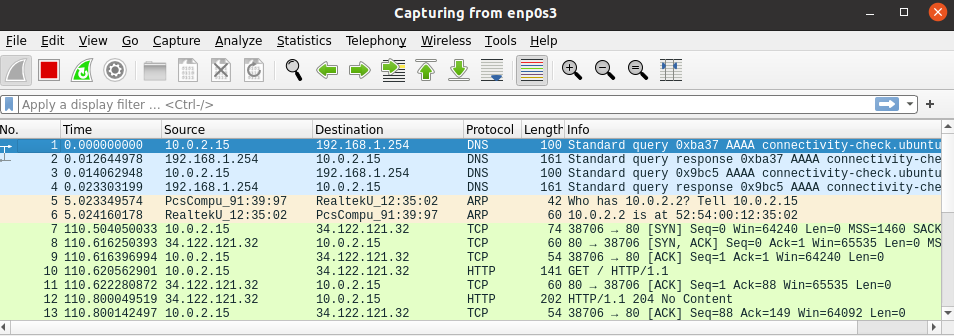 Capturing from enp0s3
File Edit View Go Capture Analyze Statistics Telephony Wireless Tools Help
Apply a display filter ... <Ctrl-/>
No. Time Source Destination Protocol Length Info
1 0.000000000 10.0.2.15 192.168.1.254 DNS 100 Standard query 0xba37 AAAA connectivity-check.ubuntu
2 0.012644978 192.168.1.254 10.0.2.15 DNS 161 Standard query response 0xba37 AAAA connectivity-che
3 0.014062948 10.0.2.15 192.168.1.254 DNS 100 Standard query 0x9bc5 AAAA connectivity-check.ubuntu
4 0.023303199 192.168.1.254 10.0.2.15 DNS 161 Standard query response 0x9bc5 AAAA connectivity-che
5 5.023349574 PcsCompu_91:39:97 RealtekU_12:35:02 ARP 42 Who has 10.0.2.2? Tell 10.0.2.15
6 5.024160178 RealtekU_12:35:02 PcsCompu_91:39:97 ARP 60 10.0.2.2 is at 52:54:00:12:35:02
7 110.504050033 10.0.2.15 34.122.121.32 TCP 74 38706 → 80 [SYN] Seq=0 Win=64240 Len=0 MSS=1460 SACK
8 110.616250393 34.122.121.32 10.0.2.15 TCP 60 80 → 38706 [SYN, ACK] Seq=0 Ack=1 Win=65535 Len=0 MS
9 110.616396994 10.0.2.15 34.122.121.32 TCP 54 38706 → 80 [ACK] Seq=1 Ack=1 Win=64240 Len=0
10 110.620562901 10.0.2.15 34.122.121.32 HTTP 141 GET / HTTP/1.1
11 110.622280872 34.122.121.32 10.0.2.15 TCP 60 80 → 38706 [ACK] Seq=1 Ack=88 Win=65535 Len=0
12 110.800049519 34.122.121.32 10.0.2.15 HTTP 202 HTTP/1.1 204 No Content
13 110.800142497 10.0.2.15 34.122.121.32 TCP 54 38706 → 80 [ACK] Seq=88 Ack=149 Win=64092 Len=0